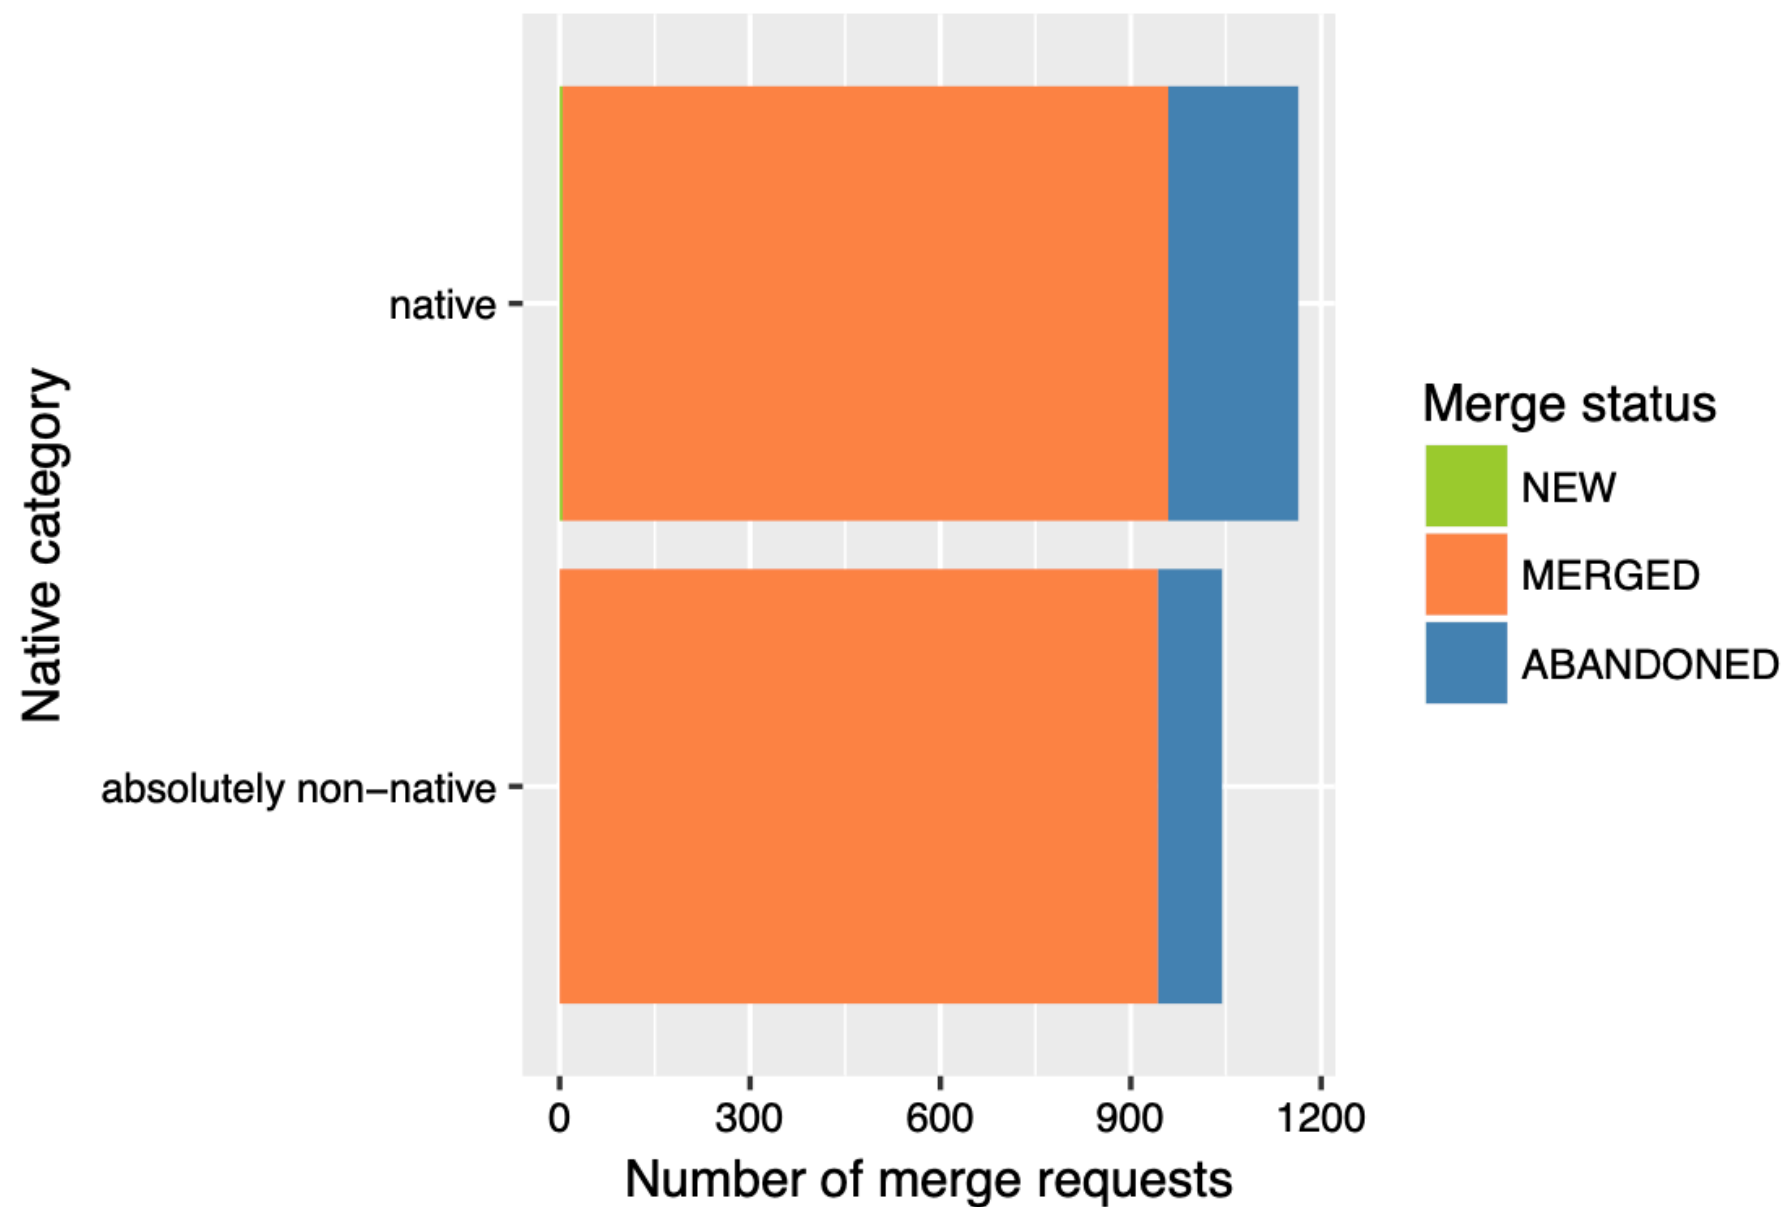 Native category
native
absolutely non−native
0 300 600 900 1200
Number of merge requests
Merge status
NEW
MERGED
ABANDONED